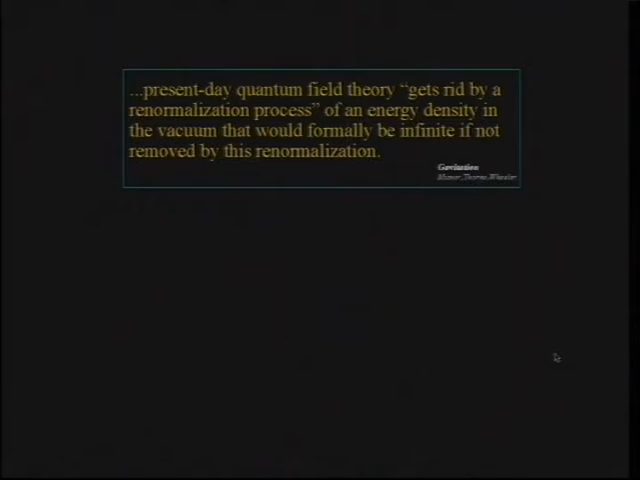 ...present-day quantum field theory “gets rid by a
renormalization process” of an energy density in
the vacuum that would formally be infinite if not
removed by this renormalization.
Gravitation
Misner, Thorne, Wheeler